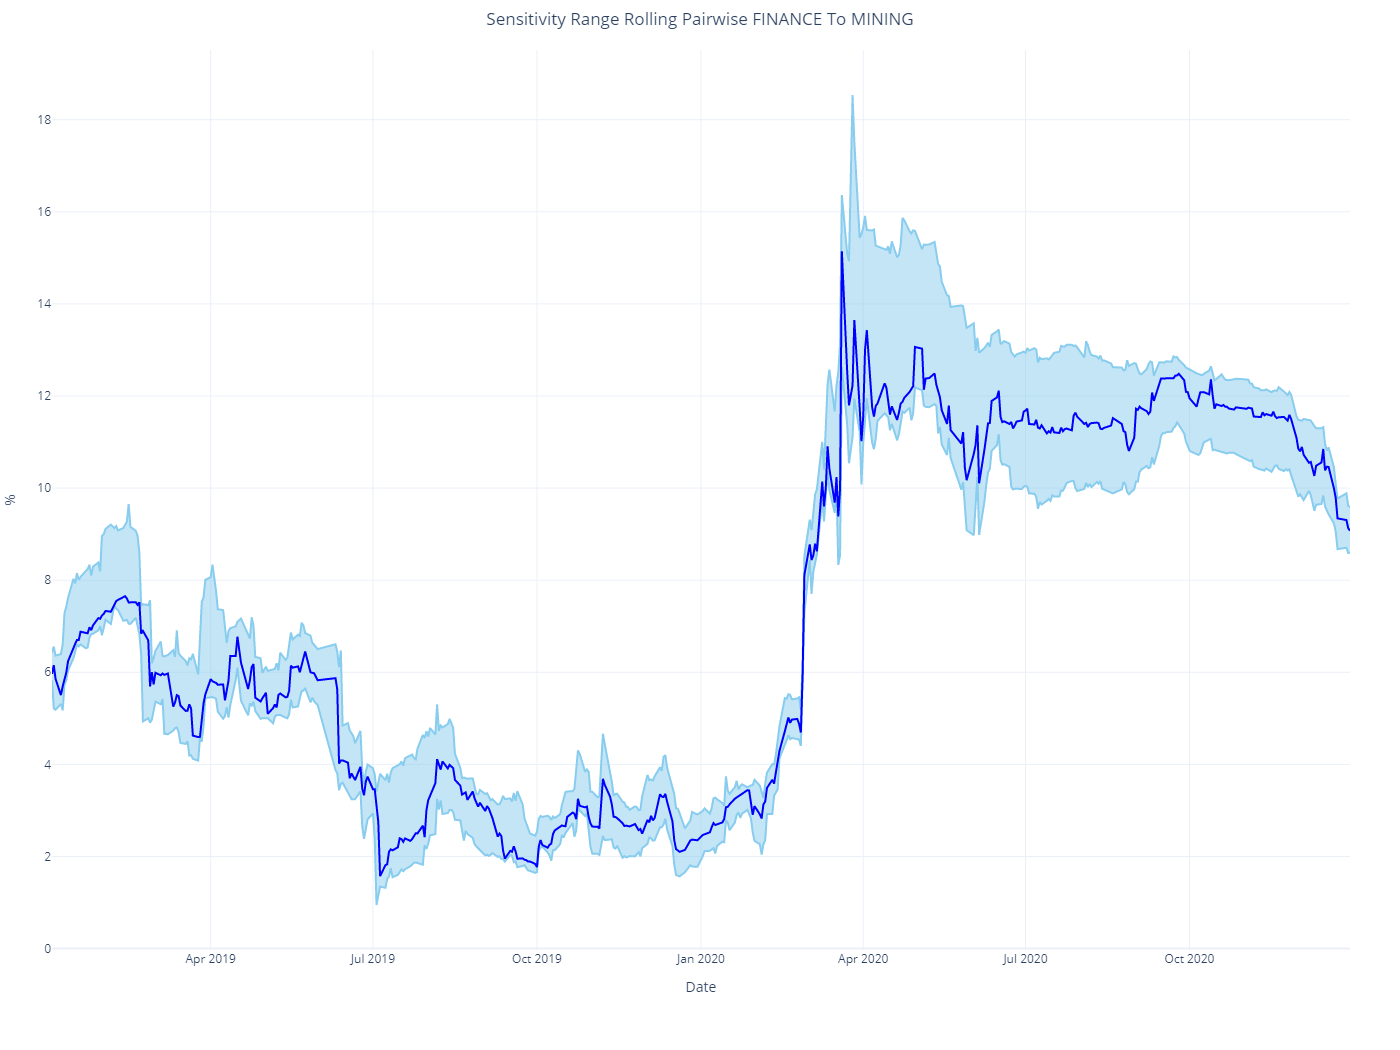 Sensitivity Range Rolling Pairwise FINANCE To MINING
18
16
14
12
10
8
6
4
2
0
%
Apr 2019
Jul 2019
Oct 2019
Jan 2020
Apr 2020
Jul 2020
Oct 2020
Date